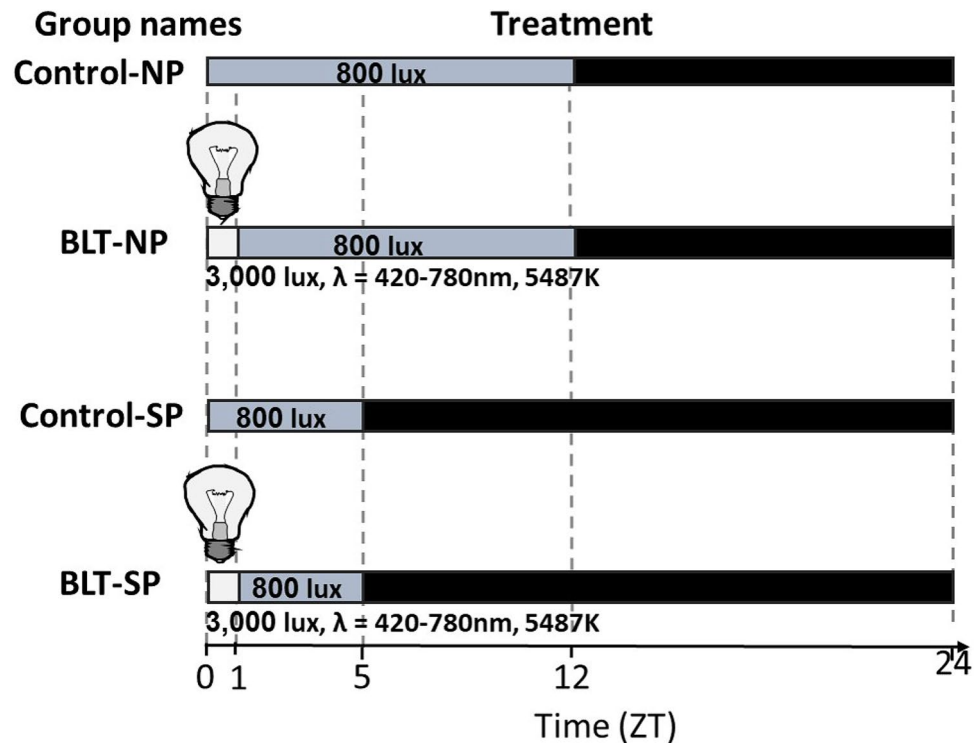 Group names Treatment
Control-NP 800 lux
BLT-NP 800 lux
3,000 lux, λ = 420-780nm, 5487K
Control-SP 800 lux
BLT-SP 800 lux
3,000 lux, λ = 420-780nm, 5487K
0 1 5 12 24
Time (ZT)